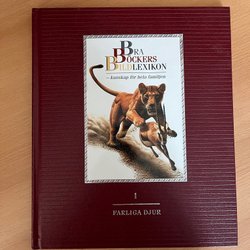 BRA
BÖCKERS
BILDLEXIKON
– kunskap för hela familjen
1
FARLIGA DJUR